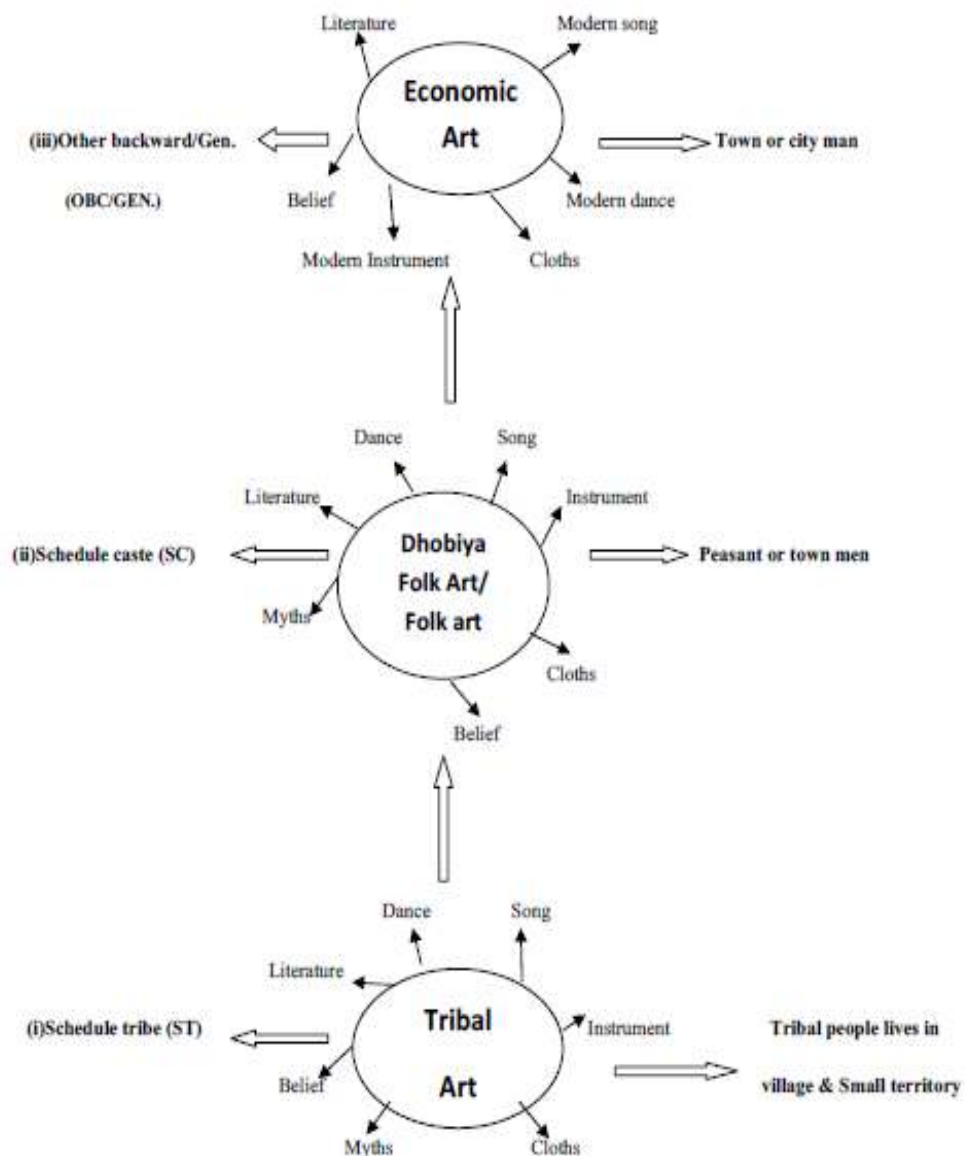 Literature
Modern song
Economic
Art
(iii)Other backward/Gen.
(OBC/GEN.)
Town or city man
Belief
Modern dance
Modern Instrument
Cloths
Dance
Song
Literature
Instrument
(ii)Schedule caste (SC)
Dhobiya
Folk Art/
Folk art
Peasant or town men
Myths
Cloths
Belief
Dance
Song
Literature
(i)Schedule tribe (ST)
Tribal
Art
Instrument
Tribal people lives in
village & Small territory
Belief
Myths
Cloths